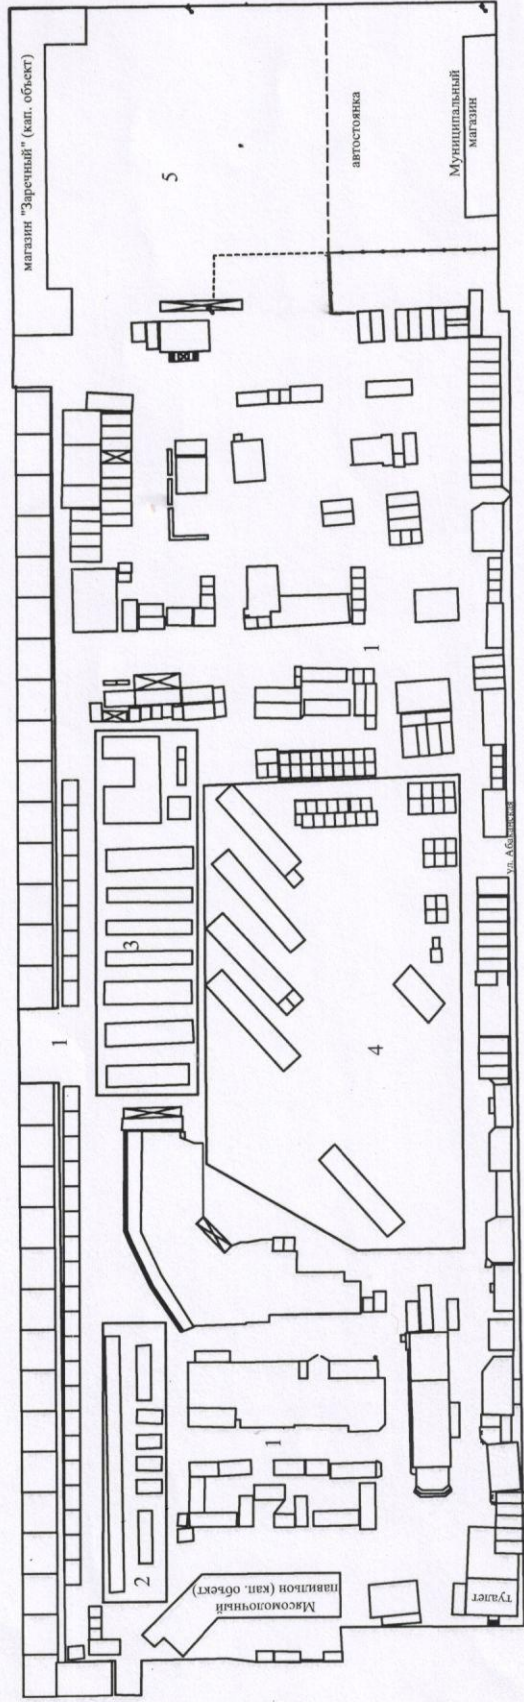 магазин "Заречный" (кап. объект)
5
автостоянка
Муниципальный
магазин
1
3
1
4
ул. Абаканская
1
2
Мясомолочный
павильон (кап. объект)
туалет